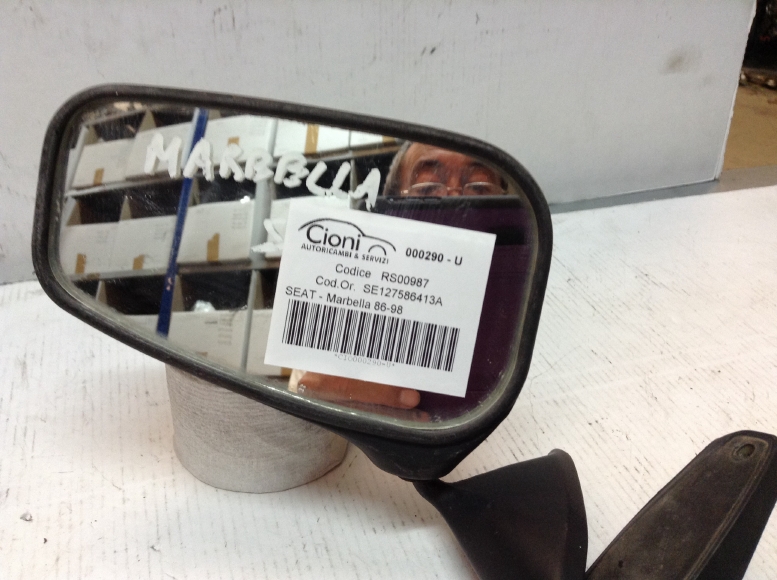 MARBELLA
Cioni
AUTORICAMBI & SERVIZI
000290 - U
Codice RS00987
Cod.Or. SE127586413A
SEAT - Marbella 86-98